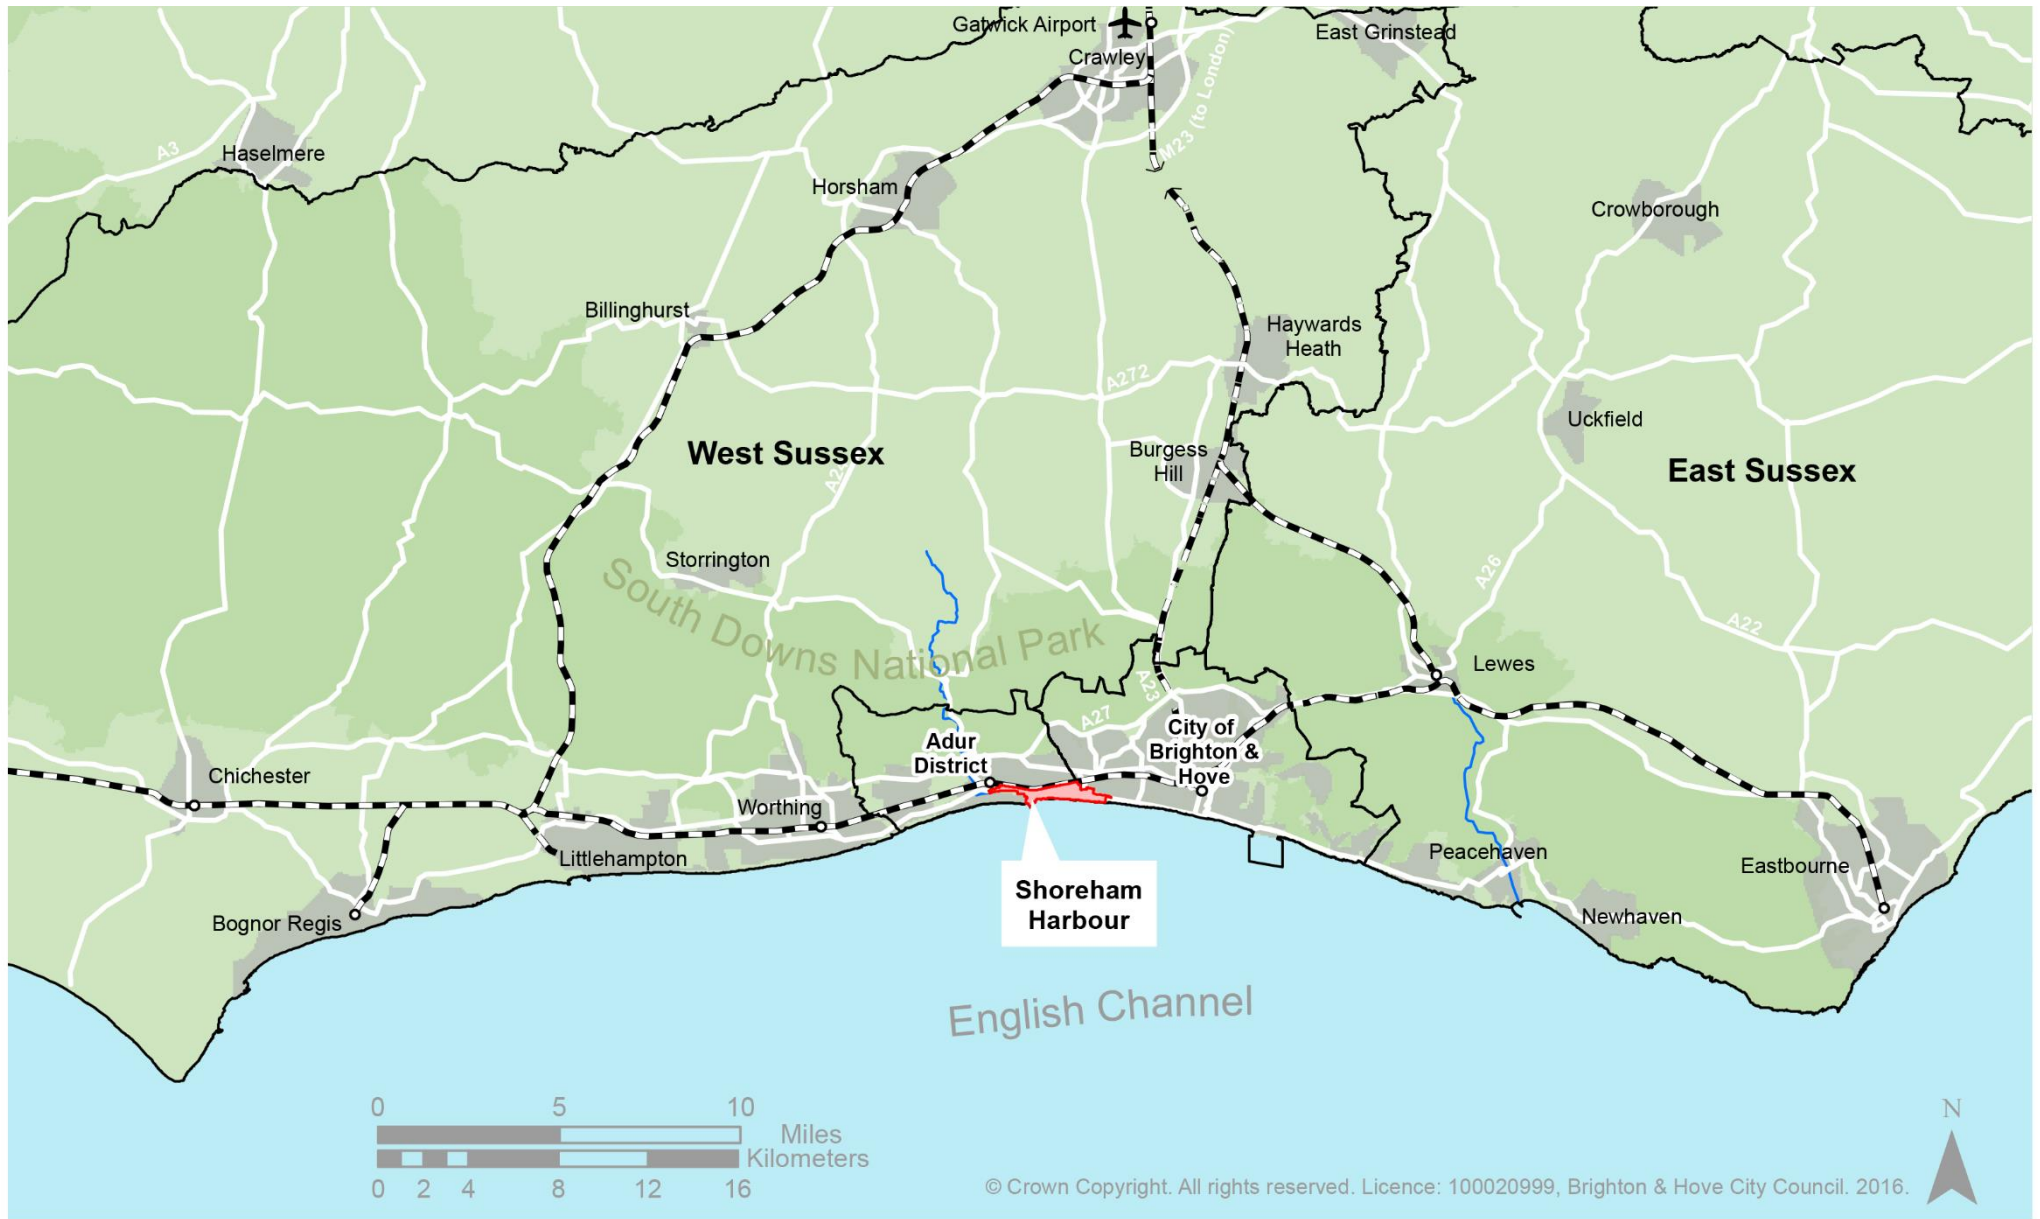 Gatwick Airport
East Grinstead
Crawley
M23 (to London)
A3
Haselmere
Horsham
Crowborough
Billinghurst
Haywards
Heath
A272
Uckfield
West Sussex
Burgess
Hill
East Sussex
Storrington
A26
South Downs National Park
A22
Lewes
A23
A27
City of
Brighton &
Hove
Adur
District
Chichester
Worthing
Littlehampton
Peacehaven
Eastbourne
Shoreham
Harbour
Bognor Regis
Newhaven
English Channel
0 5 10
Miles
Kilometers
0 2 4 8 12 16
N
© Crown Copyright. All rights reserved. Licence: 100020999, Brighton & Hove City Council. 2016.